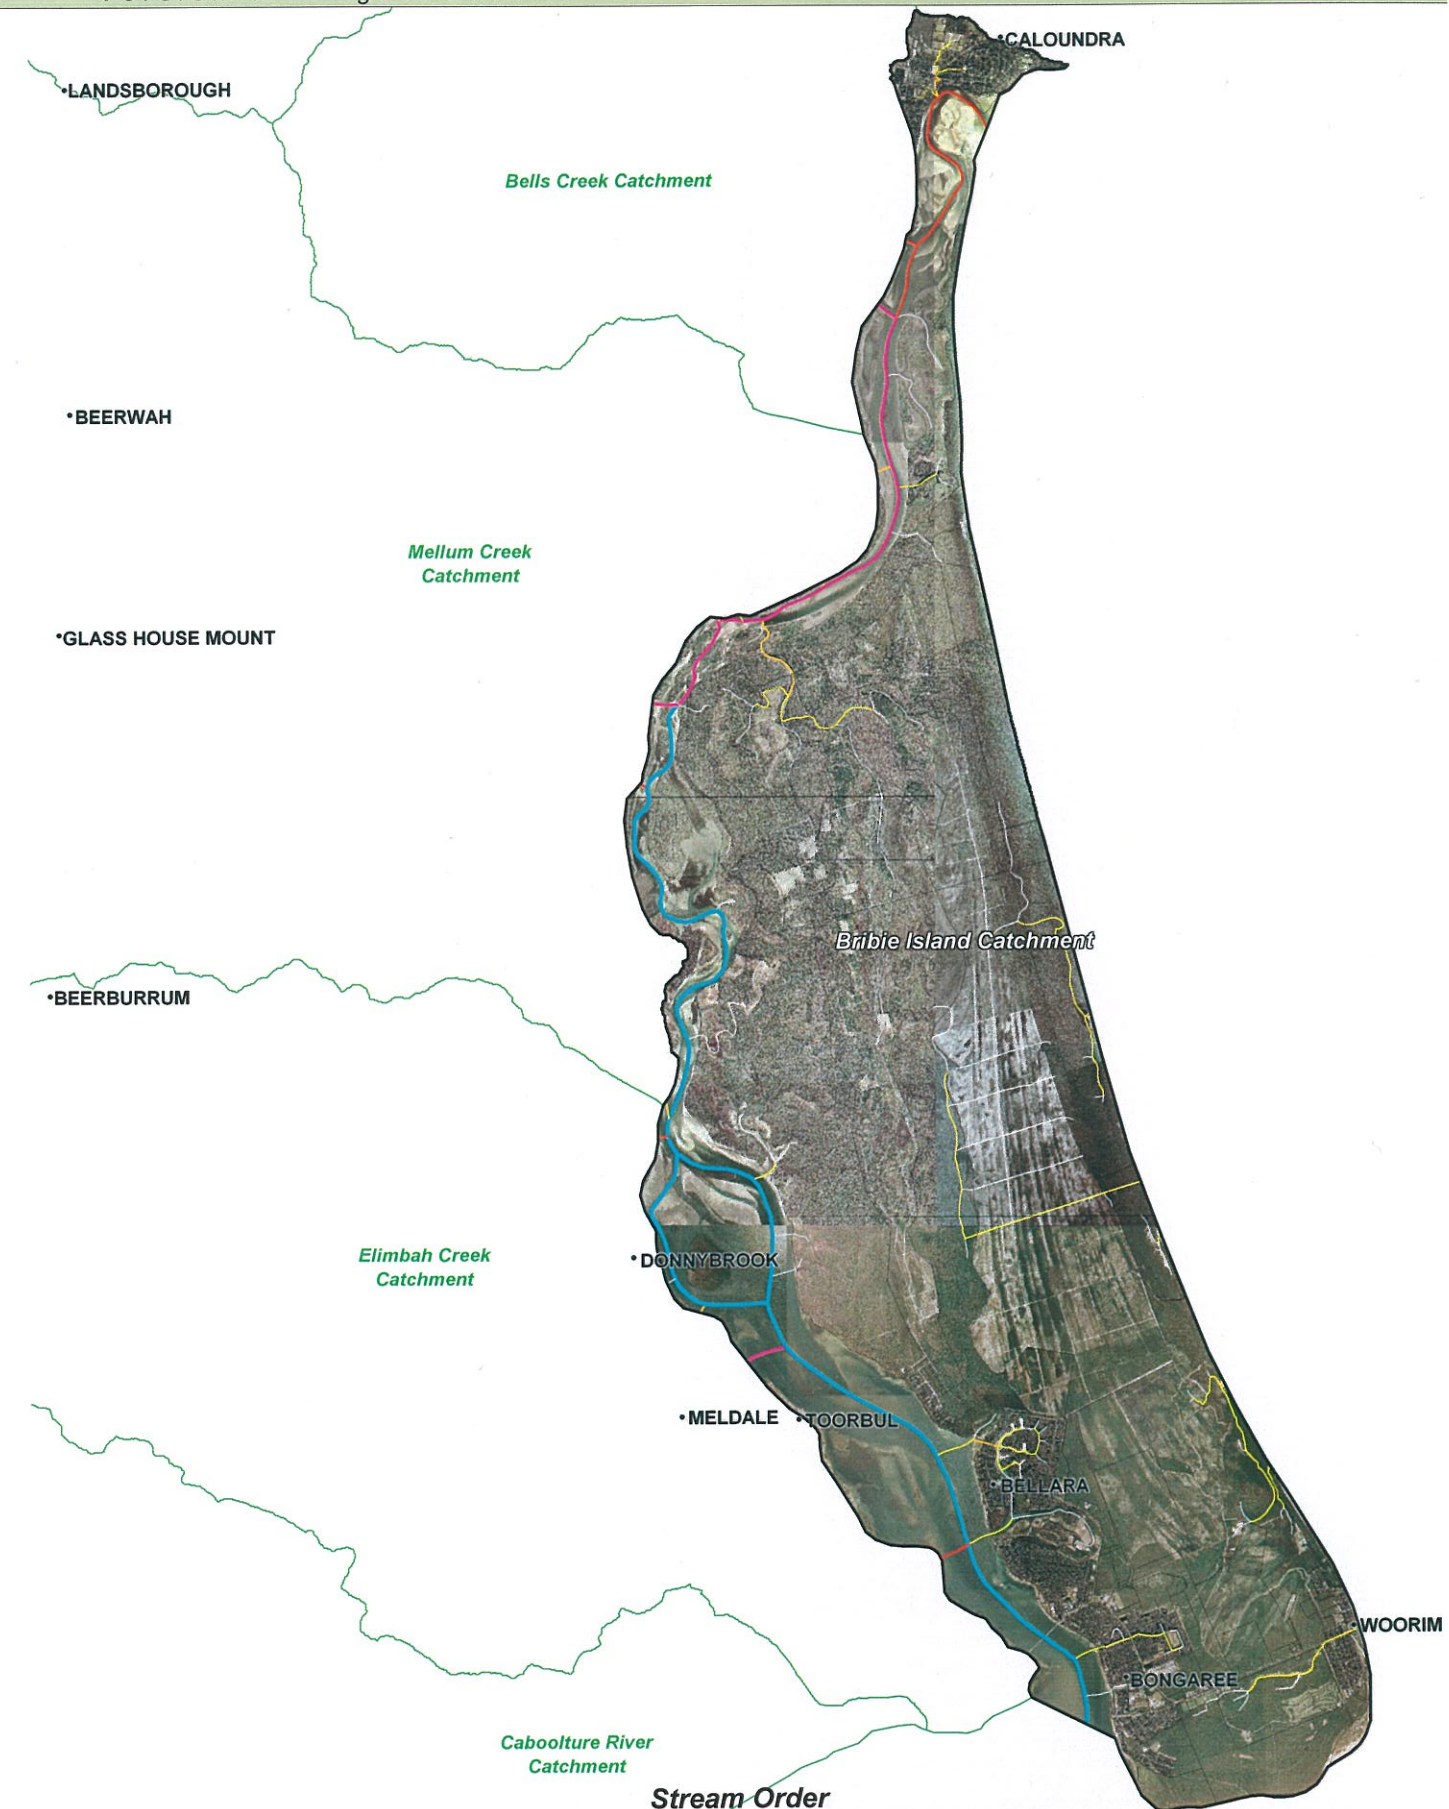 CALOUNDRA
LANDSBOROUGH
Bells Creek Catchment
BEERWAH
Mellum Creek
Catchment
GLASS HOUSE MOUNT
Bribie Island Catchment
BEERBURRUM
Elimbah Creek
Catchment
DONNYBROOK
MELDALE
TOORBUL
BELLARA
WOORIM
BONGAREE
Caboolture River
Catchment
Stream Order